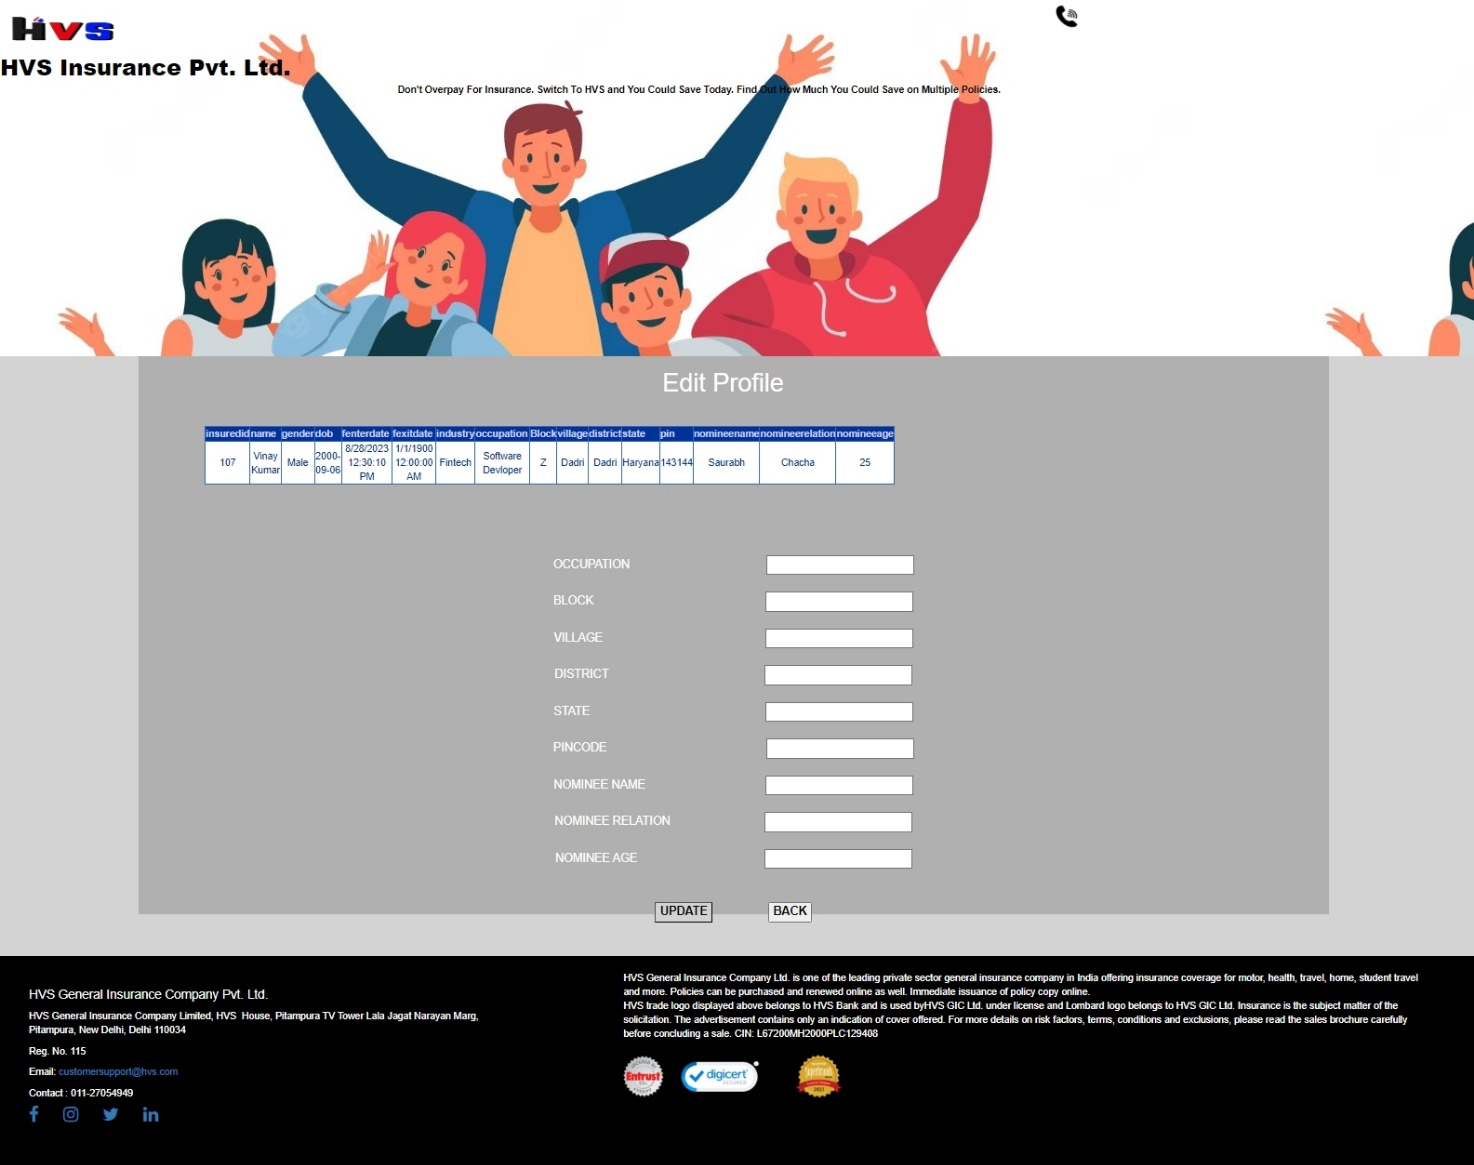 HVS
HVS Insurance Pvt. Ltd.
Don't Overpay For Insurance. Switch To HVS and You Could Save Today. Find Out How Much You Could Save on Multiple Policies.
Edit Profile
insuredid name gender dob fenterdate fexitdate industry occupation Block village district state pin nomineename nomineerelation nomineeage
107 Vinay Kumar Male 2000-09-06 8/28/2023 12:30:10 PM 1/1/1900 12:00:00 AM Fintech Software Devloper Z Dadri Dadri Haryana 143144 Saurabh Chacha 25
OCCUPATION
BLOCK
VILLAGE
DISTRICT
STATE
PINCODE
NOMINEE NAME
NOMINEE RELATION
NOMINEE AGE
UPDATE BACK
HVS General Insurance Company Pvt. Ltd.
HVS General Insurance Company Limited, HVS House, Pitampura TV Tower Lala Jagat Narayan Marg,
Pitampura, New Delhi, Delhi 110034
Reg. No. 115
Email: customersupport@hvs.com
Contact : 011-27054949
HVS General Insurance Company Ltd. is one of the leading private sector general insurance company in India offering insurance coverage for motor, health, travel, home, student travel
and more. Policies can be purchased and renewed online as well. Immediate issuance of policy copy online.
HVS trade logo displayed above belongs to HVS Bank and is used byHVS GIC Ltd. under license and Lombard logo belongs to HVS GIC Ltd. Insurance is the subject matter of the
solicitation. The advertisement contains only an indication of cover offered. For more details on risk factors, terms, conditions and exclusions, please read the sales brochure carefully
before concluding a sale. CIN: L67200MH2000PLC129408
Entrust
digicert
Superbrands
2021